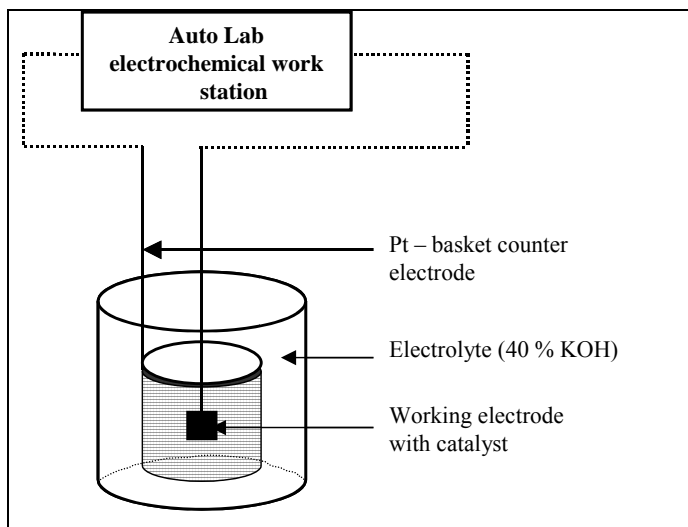 Auto Lab
electrochemical work
station
Pt – basket counter
electrode
Electrolyte (40 % KOH)
Working electrode
with catalyst